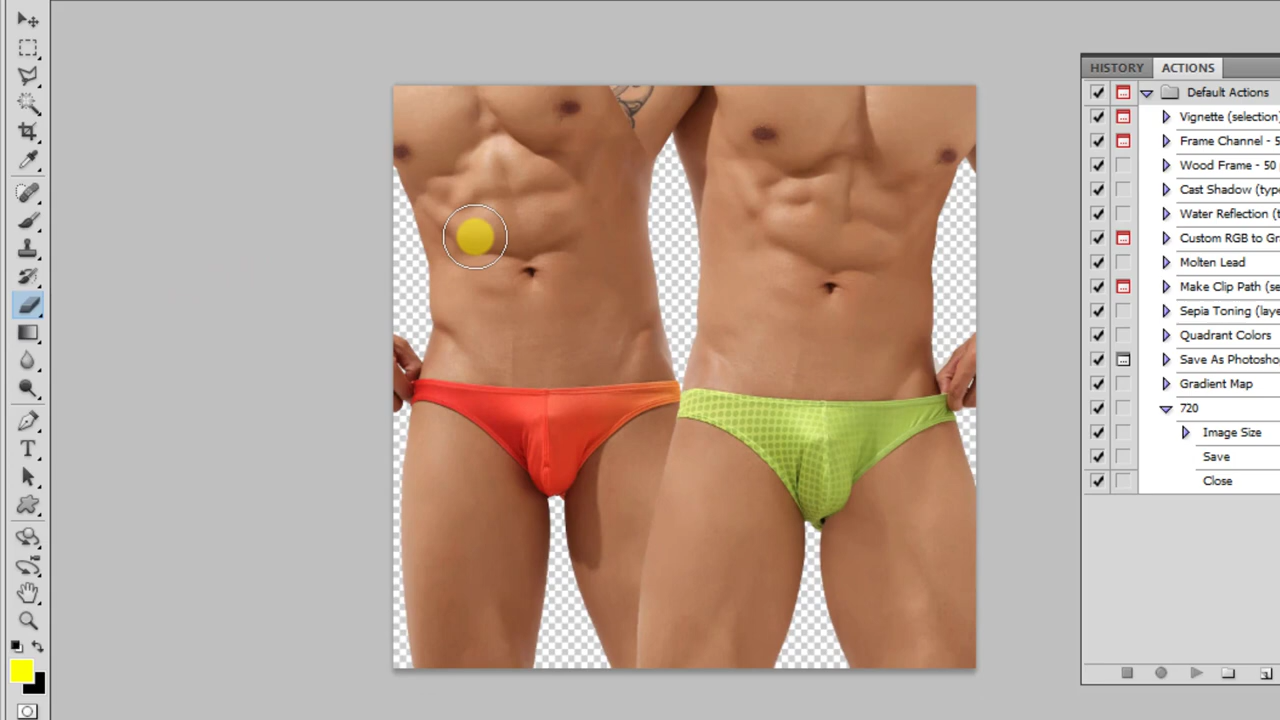 HISTORY
ACTIONS
Default Actions
Vignette (selection)
Frame Channel - 5
Wood Frame - 50
Cast Shadow (type
Water Reflection (t
Custom RGB to Gr
Molten Lead
Make Clip Path (se
Sepia Toning (laye
Quadrant Colors
Save As Photosho
Gradient Map
720
Image Size
Save
Close
T